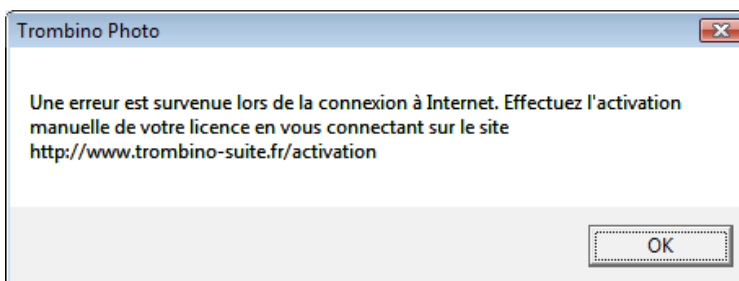 Trombino Photo
Une erreur est survenue lors de la connexion à Internet. Effectuez l'activation
manuelle de votre licence en vous connectant sur le site
http://www.trombino-suite.fr/activation
OK